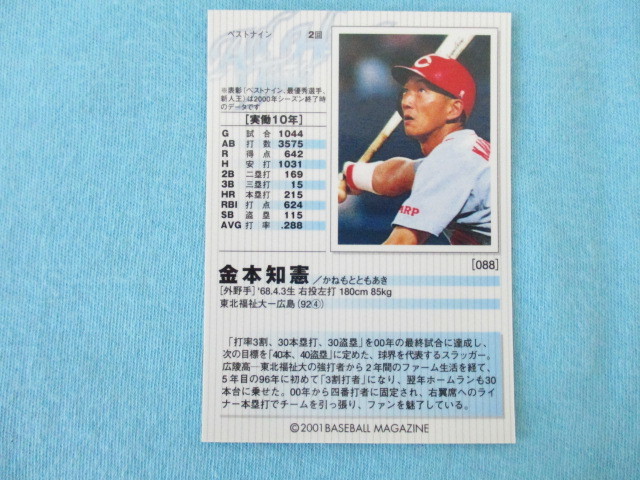 ベストナイン 2回
※表彰(ベストナイン、最優秀選手、
新人王)は2000年シーズン終了時
のデータです
[実働10年]
G 試合 1044
AB 打数 3575
R 得点 642
H 安打 1031
2B 二塁打 169
3B 三塁打 15
HR 本塁打 215
RBI 打点 624
SB 盗塁 115
AVG 打率 .288
C
ARP
[088]
金本知憲/かねもとともあき
[外野手] '68.4.3生 右投左打 180cm 85kg
東北福祉大ー広島(92④)
「打率3割、30本塁打、30盗塁」を00年の最終試合に達成し、
次の目標を「40本、40盗塁」に定めた、球界を代表するスラッガー。
広陵高ー東北福祉大の強打者から2年間のファーム生活を経て、
5年目の96年に初めて「3割打者」になり、翌年ホームランも30
本台に乗せた。00年から四番打者に固定され、右翼席へのライ
ナー本塁打でチームを引っ張り、ファンを魅了している。
©2001 BASEBALL MAGAZINE